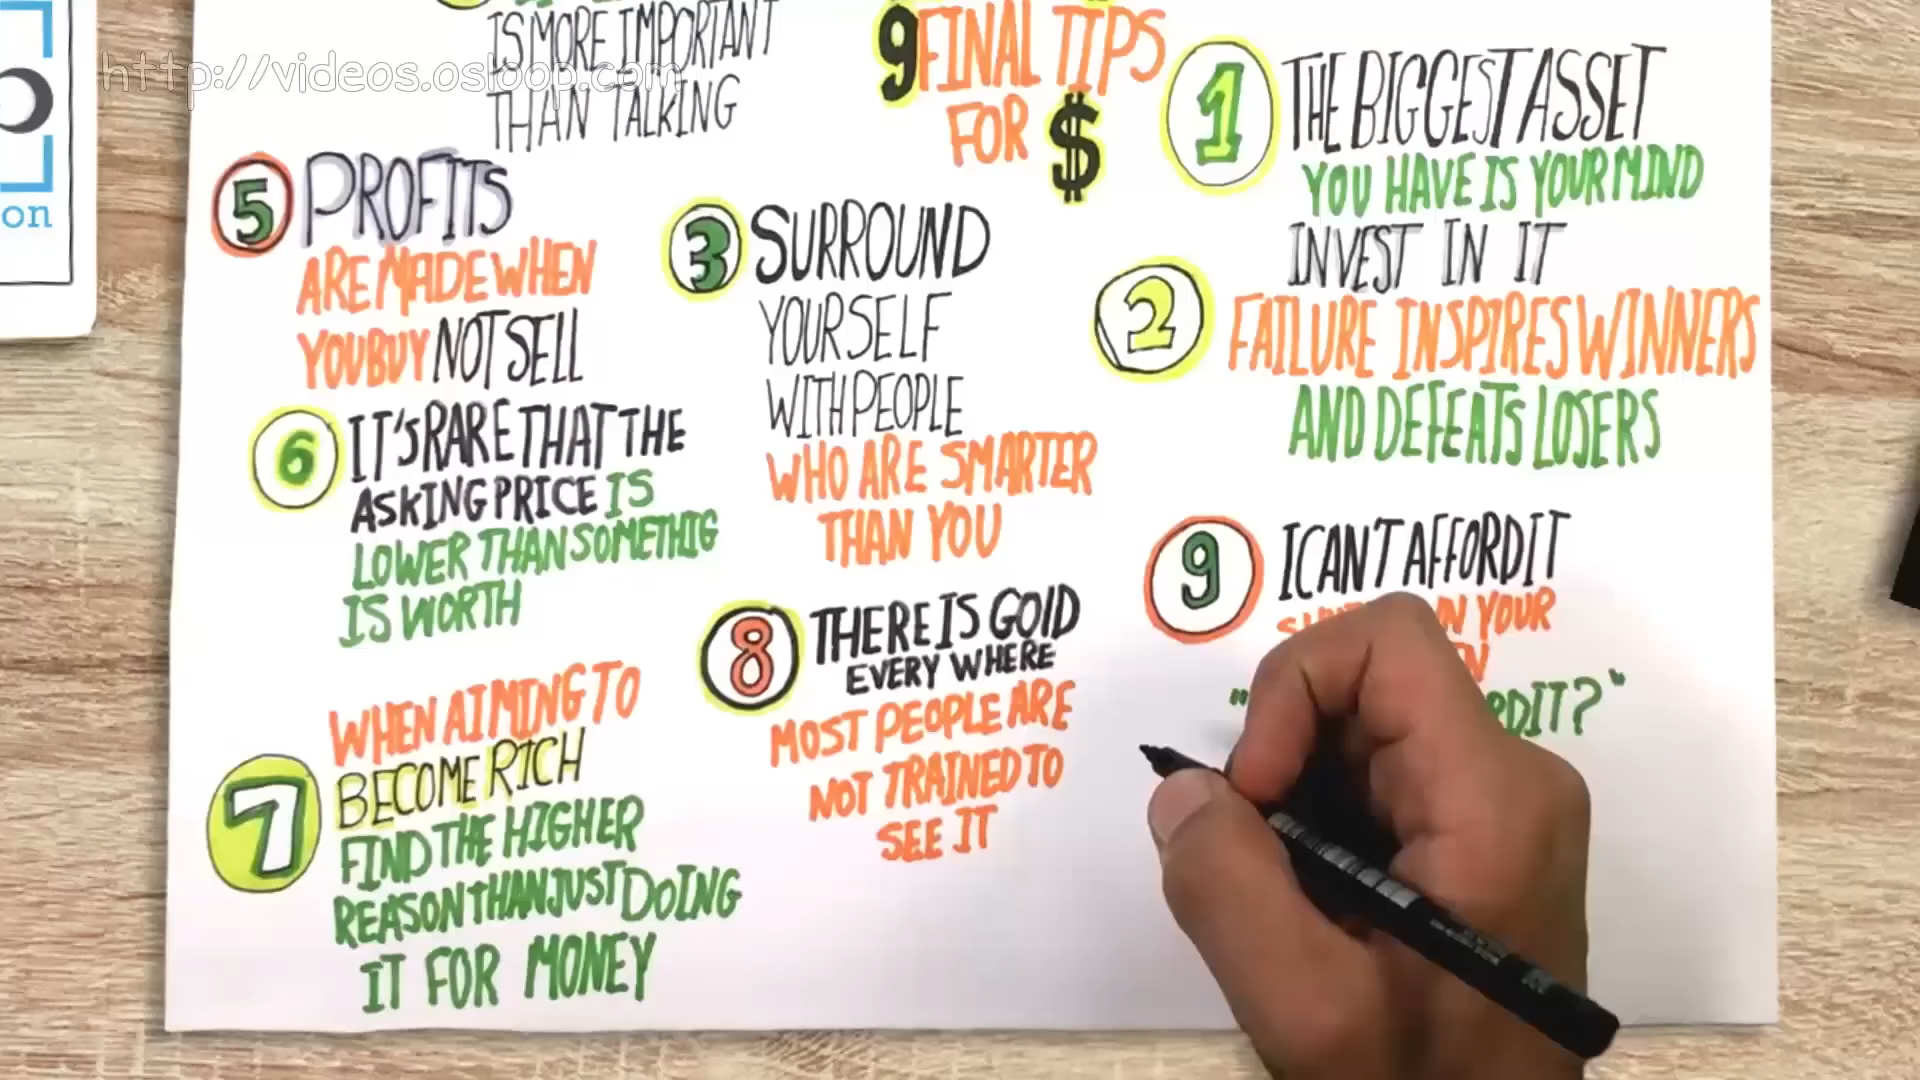 http://videos.osloop.com
on
IS MORE IMPORTANT
THAN TALKING
9 FINAL TIPS
FOR $
1 THE BIGGEST ASSET
YOU HAVE IS YOUR MIND
INVEST IN IT
2 FAILURE INSPIRES WINNERS
AND DEFEATS LOSERS
3 SURROUND
YOURSELF
WITH PEOPLE
WHO ARE SMARTER
THAN YOU
5 PROFITS
ARE MADE WHEN
YOU BUY NOT SELL
6 IT'S RARE THAT THE
ASKING PRICE IS
LOWER THAN SOMETHIG
IS WORTH
7 WHEN AIMING TO
BECOME RICH
FIND THE HIGHER
REASON THAN JUST DOING
IT FOR MONEY
8 THERE IS GOLD
EVERY WHERE
MOST PEOPLE ARE
NOT TRAINED TO
SEE IT
9 I CAN'T AFFORD IT
YOUR
IT?"